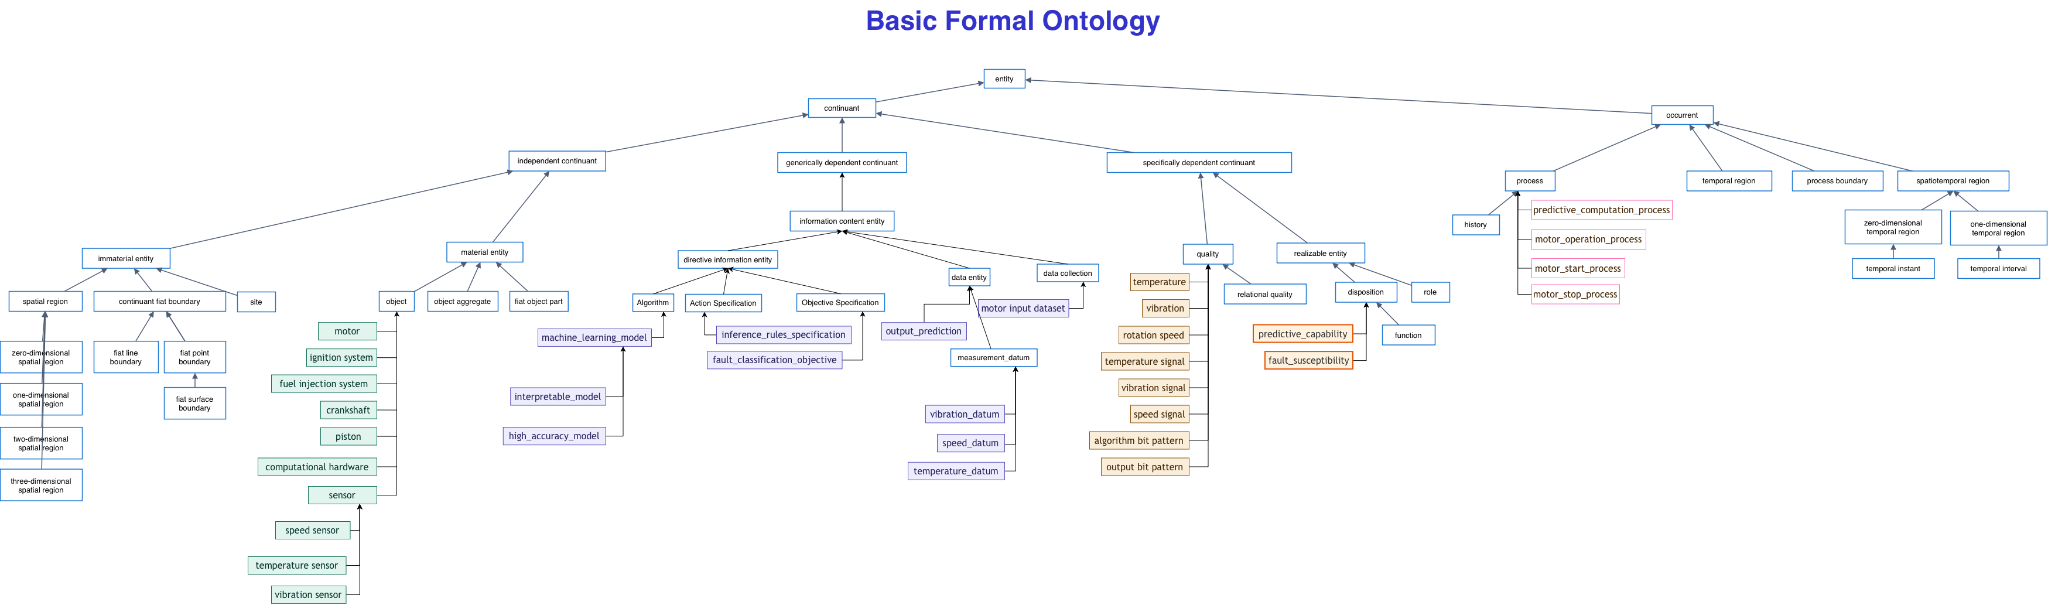 Basic Formal Ontology
entity
continuant
occurrent
independent continuant
generically dependent continuant
specifically dependent continuant
process
temporal region
process boundary
spatiotemporal region
predictive_computation_process
history
motor_operation_process
motor_start_process
motor_stop_process
zero-dimensional
temporal region
one-dimensional
temporal region
temporal instant
temporal interval
information content entity
immaterial entity
material entity
directive information entity
data entity
data collection
quality
realizable entity
spatial region
continuant fiat boundary
site
object
object aggregate
fiat object part
Algorithm
Action Specification
Objective Specification
motor input dataset
output_prediction
measurement_datum
temperature
relational quality
disposition
role
function
predictive_capability
fault_susceptibility
zero-dimensional
spatial region
one-dimensional
spatial region
two-dimensional
spatial region
three-dimensional
spatial region
fiat line
boundary
fiat point
boundary
fiat surface
boundary
motor
ignition system
fuel injection system
crankshaft
piston
computational hardware
sensor
speed sensor
temperature sensor
vibration sensor
machine_learning_model
inference_rules_specification
fault_classification_objective
interpretable_model
high_accuracy_model
vibration_datum
speed_datum
temperature_datum
vibration
rotation speed
temperature signal
vibration signal
speed signal
algorithm bit pattern
output bit pattern